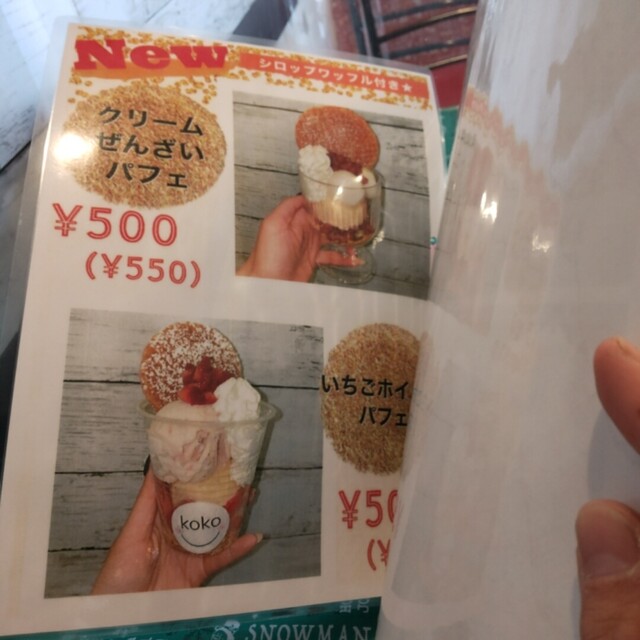 New
シロップワッフル付き★
クリーム
ぜんざい
パフェ
¥500
(¥550)
いちごホイ
パフェ
¥50
(¥
koko
SNOWMAN